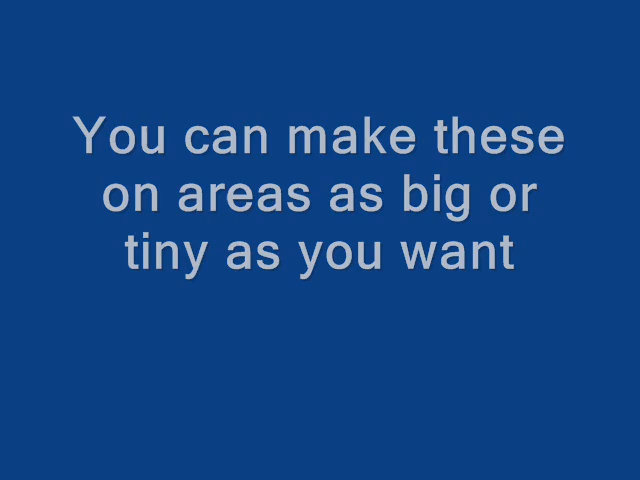 You can make these
on areas as big or
tiny as you want